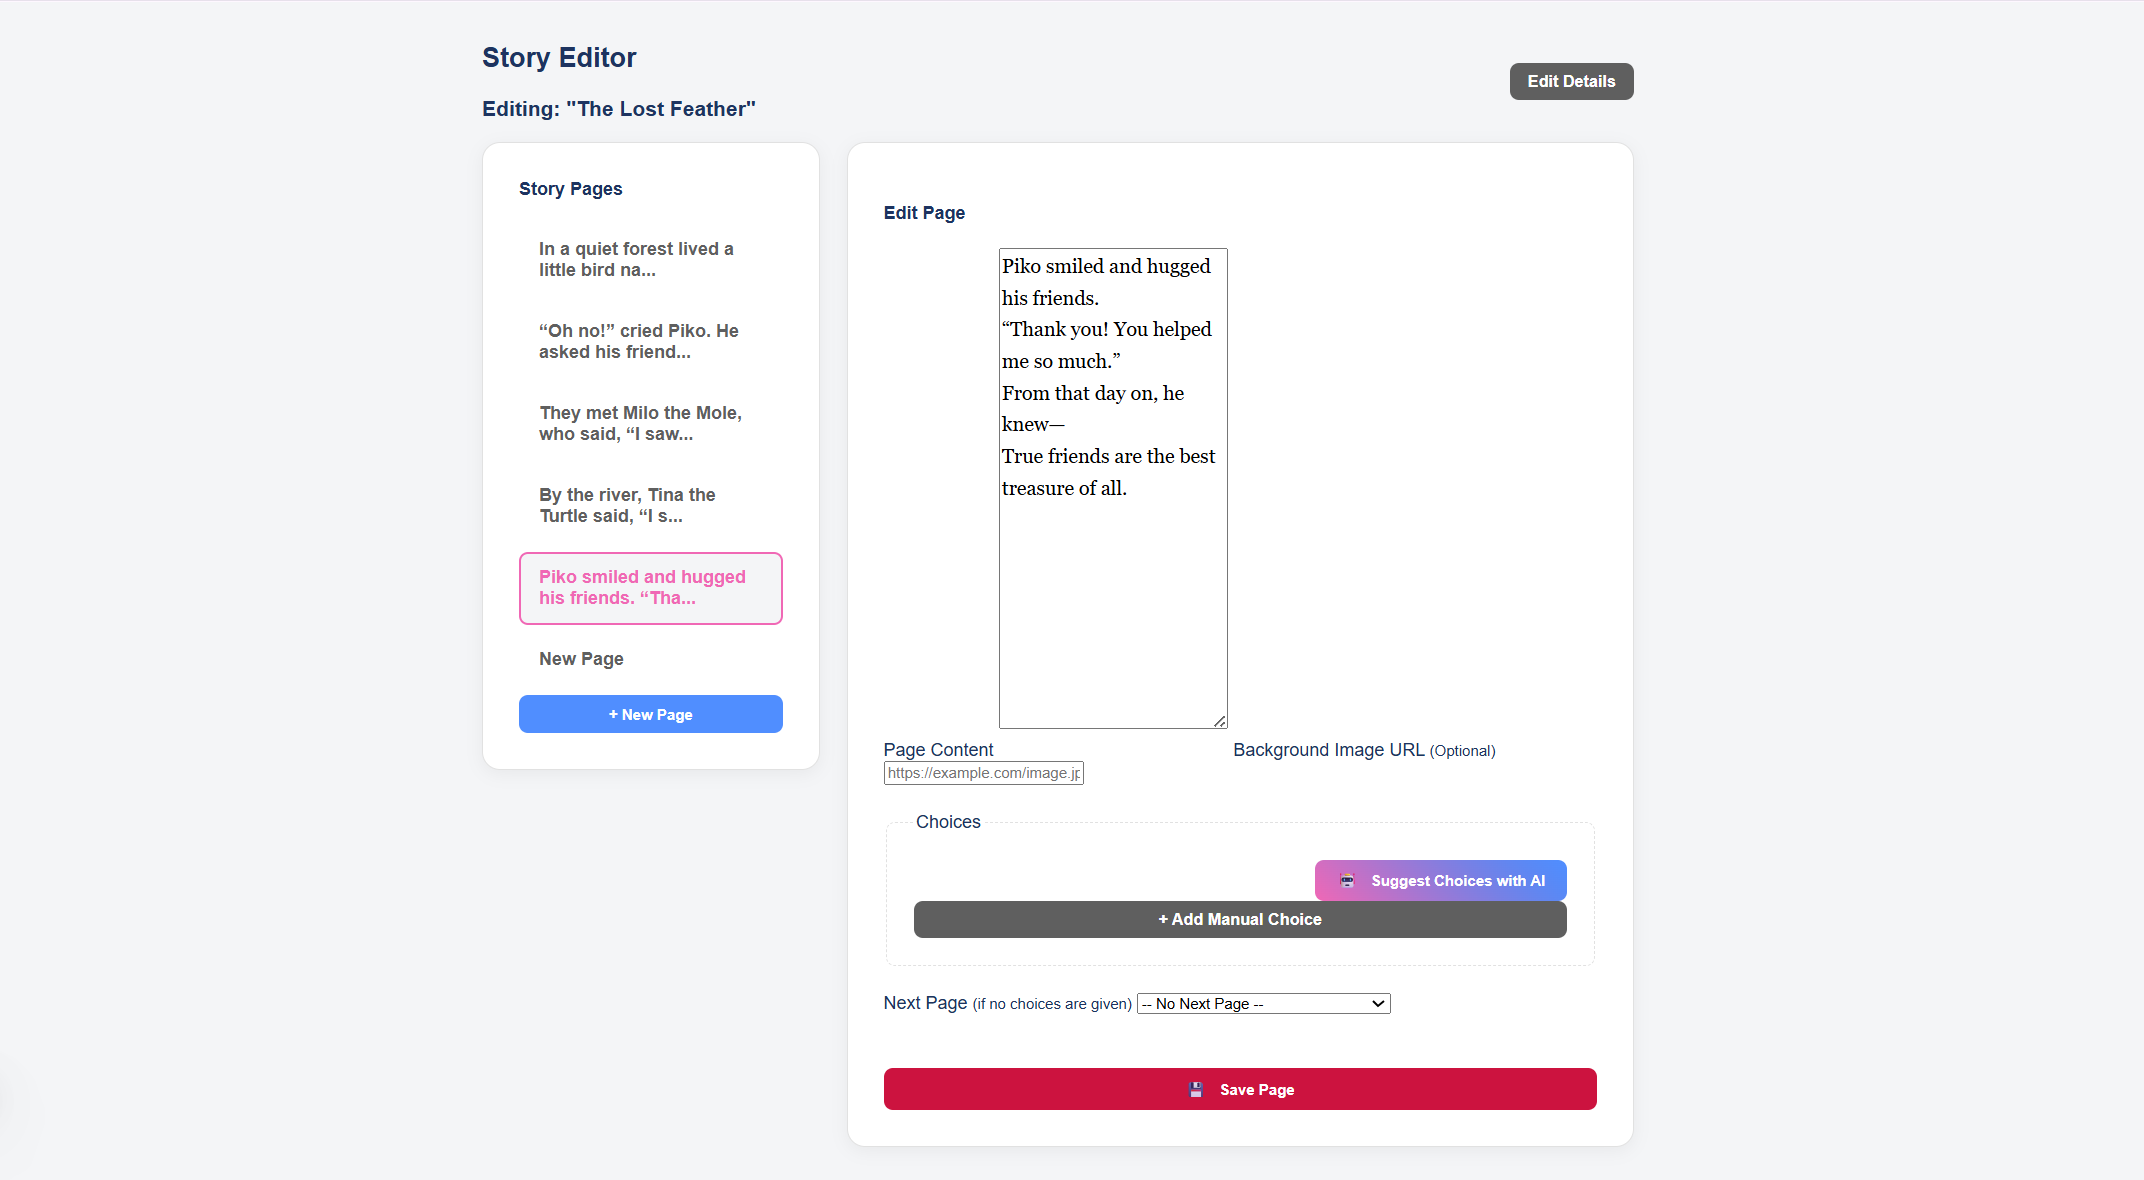 Story Editor
Edit Details
Editing: "The Lost Feather"
Story Pages
In a quiet forest lived a
little bird na...
“Oh no!” cried Piko. He
asked his friend...
They met Milo the Mole,
who said, “I saw...
By the river, Tina the
Turtle said, “I s...
Piko smiled and hugged
his friends. “Tha...
New Page
+ New Page
Edit Page
Piko smiled and hugged
his friends.
“Thank you! You helped
me so much.”
From that day on, he
knew—
True friends are the best
treasure of all.
Page Content
Background Image URL (Optional)
https://example.com/image.jp
Choices
Suggest Choices with AI
+ Add Manual Choice
Next Page (if no choices are given) -- No Next Page --
Save Page